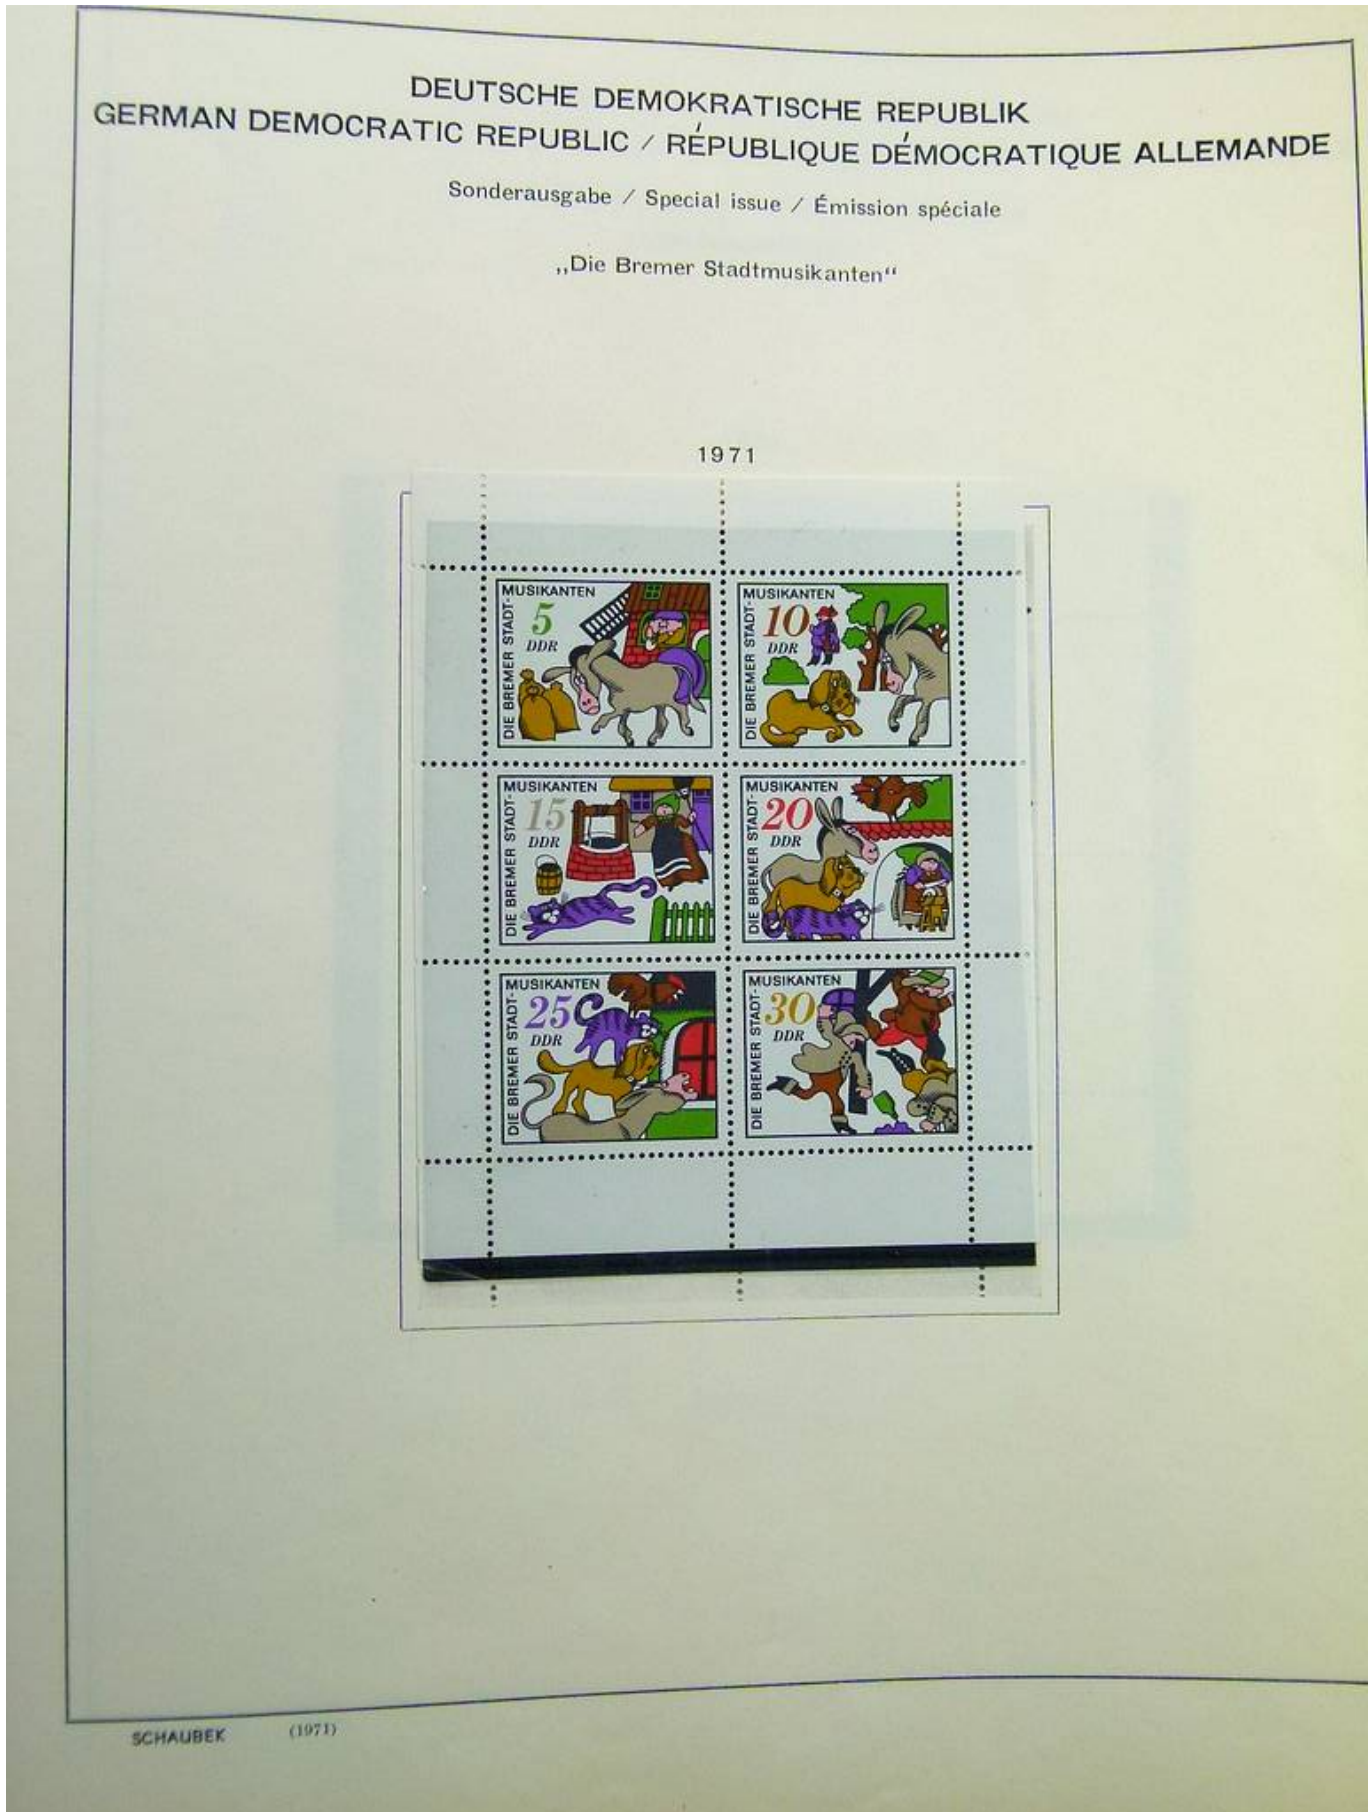 DEUTSCHE DEMOKRATISCHE REPUBLIK
GERMAN DEMOCRATIC REPUBLIC / RÉPUBLIQUE DÉMOCRATIQUE ALLEMANDE
Sonderausgabe / Special issue / Émission spéciale
„Die Bremer Stadtmusikanten“
1971
DIE BREMER STADT-
MUSIKANTEN
5
DDR
DIE BREMER STADT-
MUSIKANTEN
10
DDR
DIE BREMER STADT-
MUSIKANTEN
15
DDR
DIE BREMER STADT-
MUSIKANTEN
20
DDR
DIE BREMER STADT-
MUSIKANTEN
25
DDR
DIE BREMER STADT-
MUSIKANTEN
30
DDR
SCHAUBEK (1971)